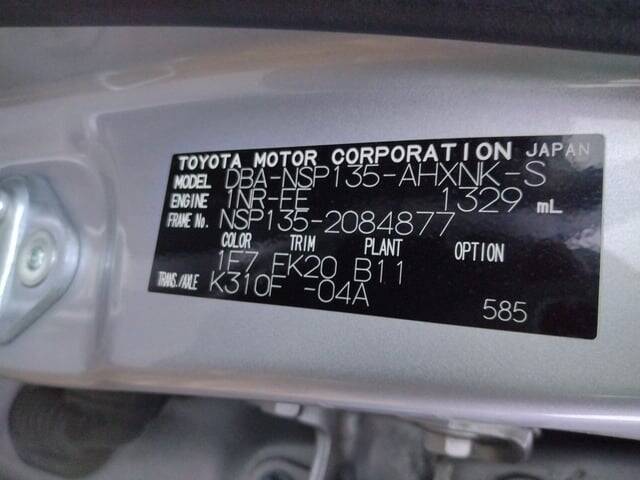 TOYOTA MOTOR CORPORATION JAPAN
MODEL DBA-NSP135-AHXNK-S
ENGINE 1NR-FE 1329 mL
FRAME No. NSP135-2084877
COLOR TRIM PLANT OPTION
1F7 FK20 B11
TRANS./AXLE K310F -04A
585